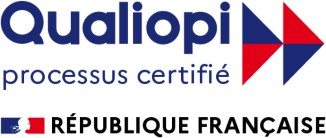 Qualiopi
processus certifié
RÉPUBLIQUE FRANÇAISE